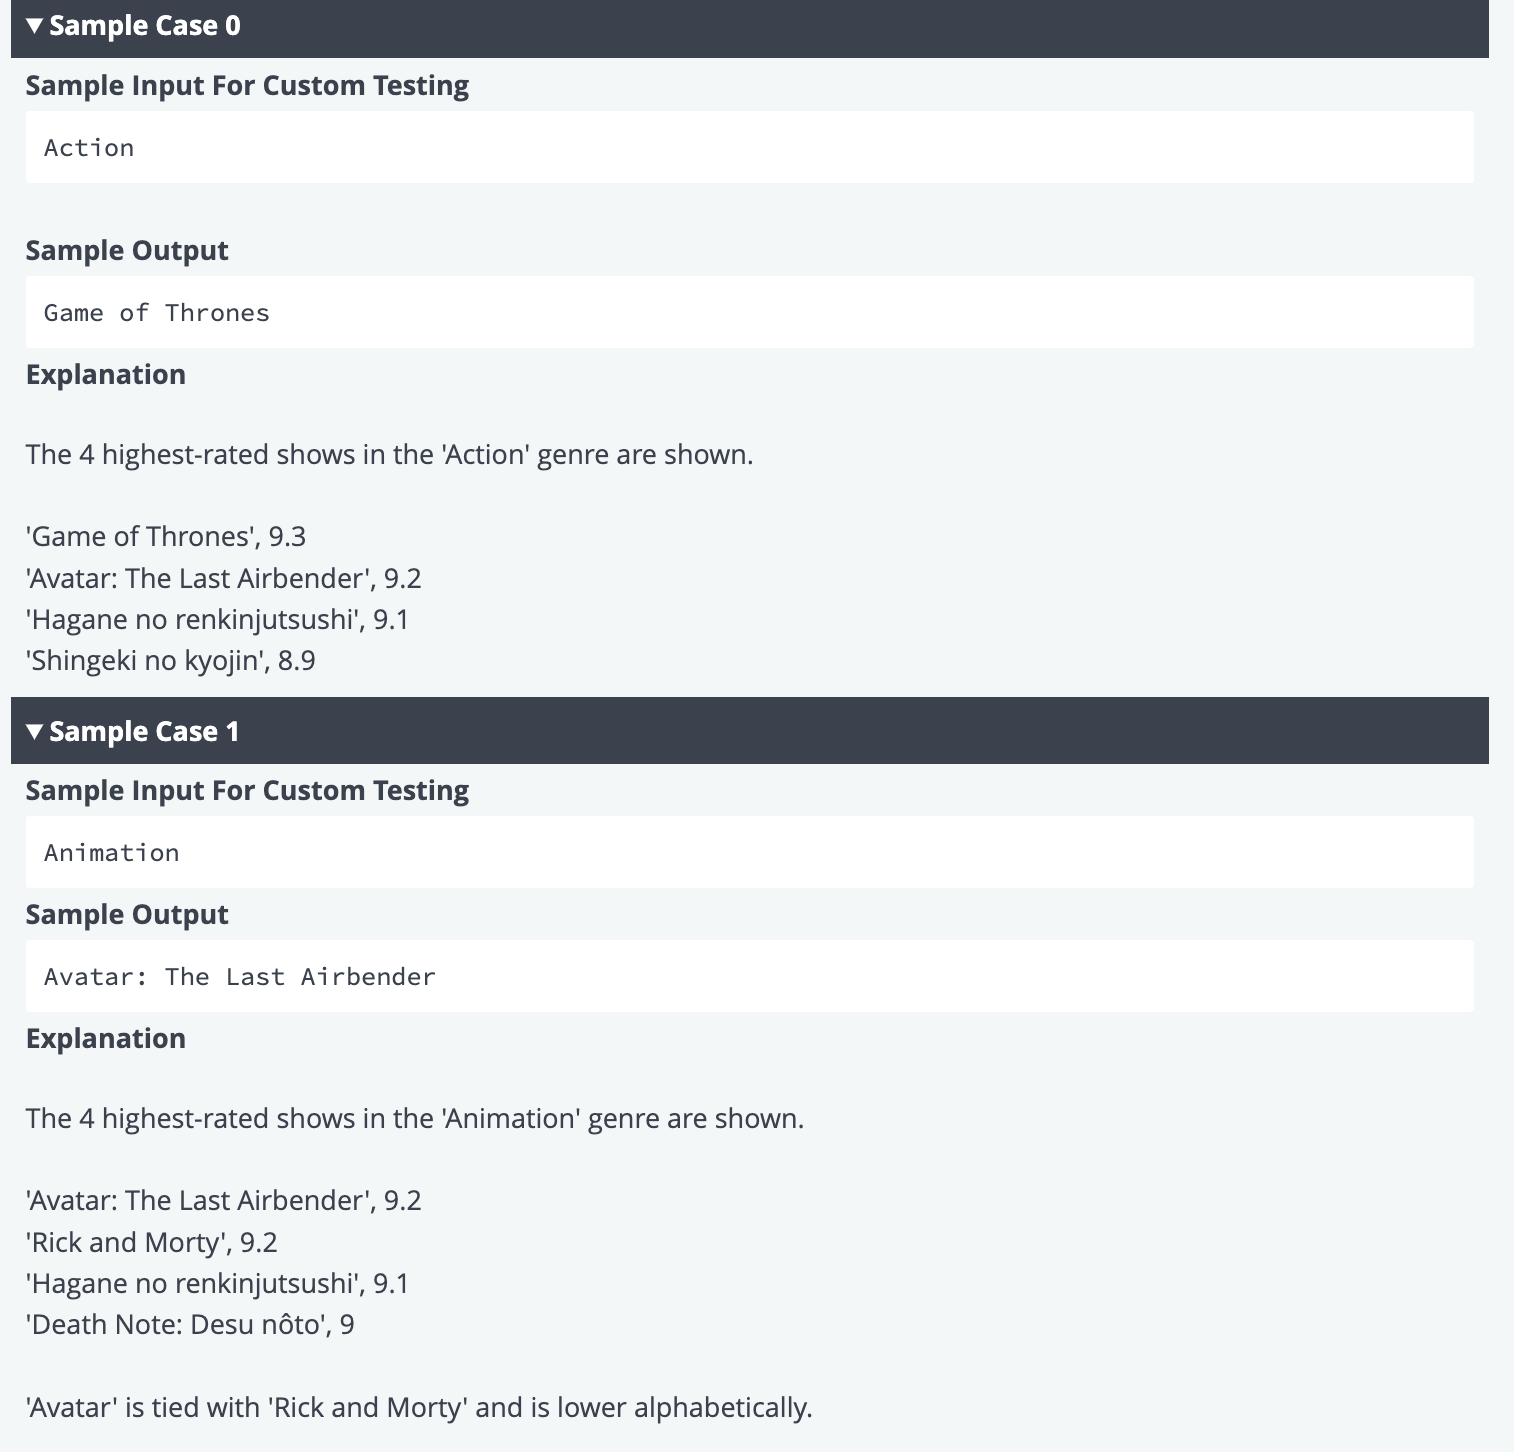 ▼ Sample Case 0
Sample Input For Custom Testing
Action
Sample Output
Game of Thrones
Explanation
The 4 highest-rated shows in the 'Action' genre are shown.
'Game of Thrones', 9.3
'Avatar: The Last Airbender', 9.2
'Hagane no renkinjutsushi', 9.1
'Shingeki no kyojin', 8.9
▼ Sample Case 1
Sample Input For Custom Testing
Animation
Sample Output
Avatar: The Last Airbender
Explanation
The 4 highest-rated shows in the 'Animation' genre are shown.
'Avatar: The Last Airbender', 9.2
'Rick and Morty', 9.2
'Hagane no renkinjutsushi', 9.1
'Death Note: Desu nôto', 9
'Avatar' is tied with 'Rick and Morty' and is lower alphabetically.